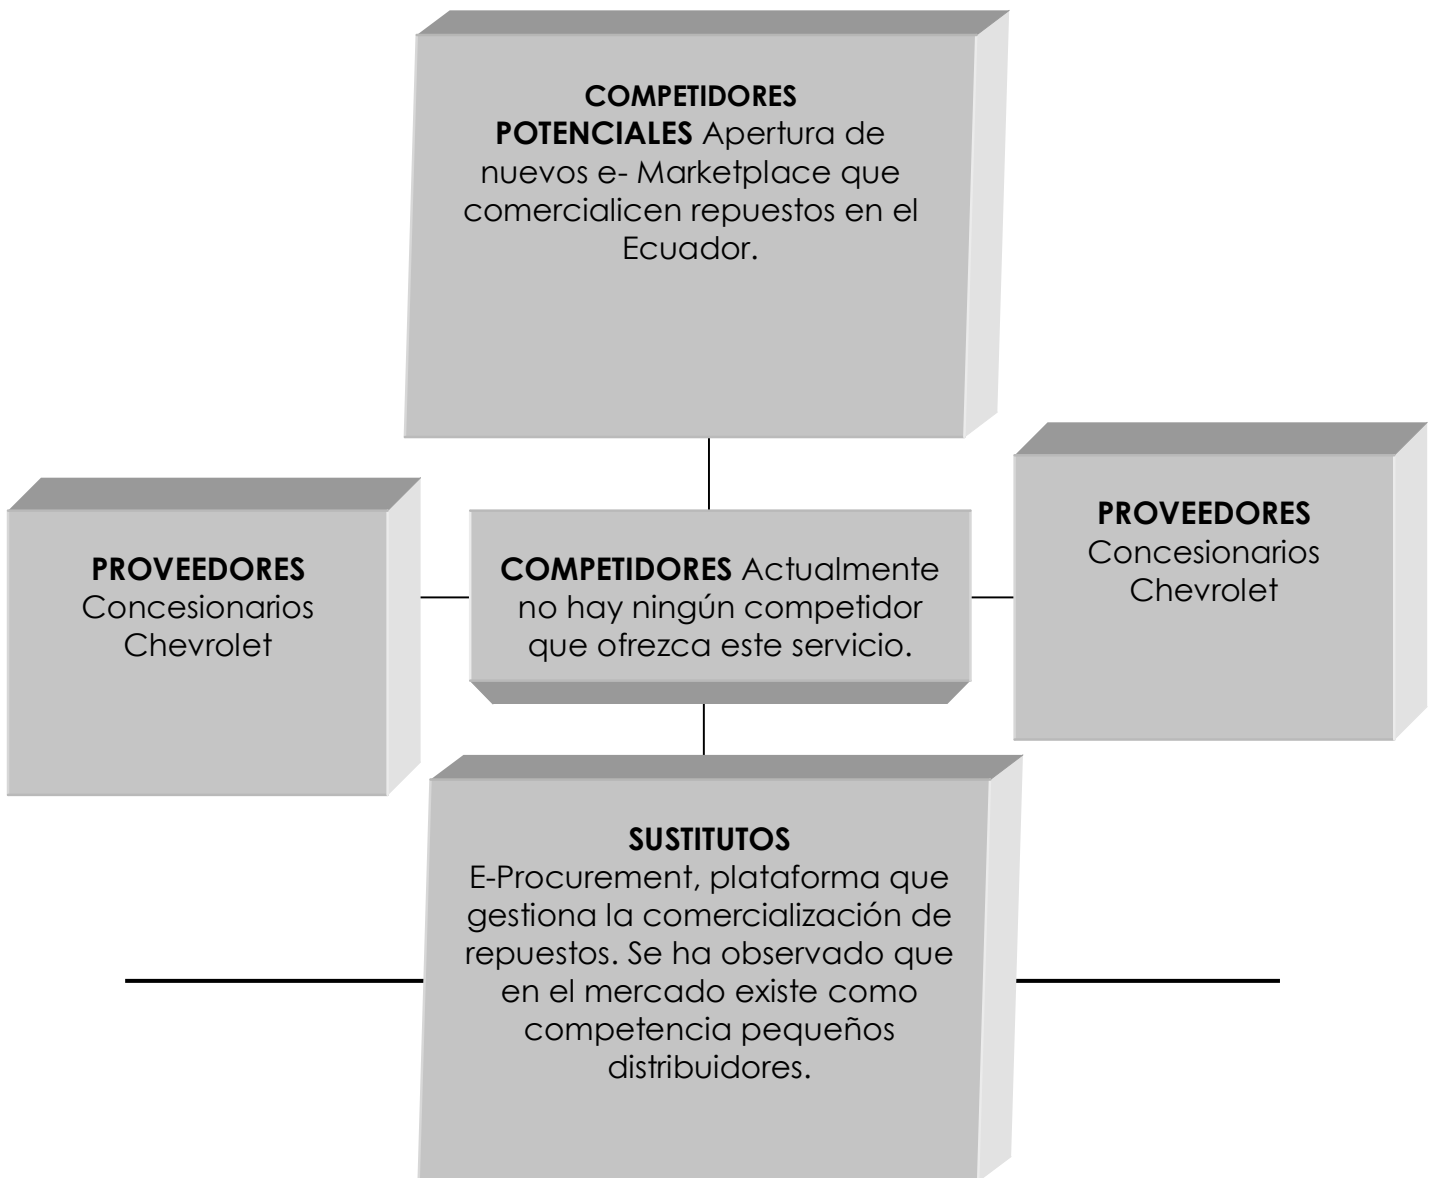 COMPETIDORES
POTENCIALES Apertura de
nuevos e- Marketplace que
comercialicen repuestos en el
Ecuador.
PROVEEDORES
Concesionarios
Chevrolet
COMPETIDORES Actualmente
no hay ningún competidor
que ofrezca este servicio.
PROVEEDORES
Concesionarios
Chevrolet
SUSTITUTOS
E-Procurement, plataforma que
gestiona la comercialización de
repuestos. Se ha observado que
en el mercado existe como
competencia pequeños
distribuidores.